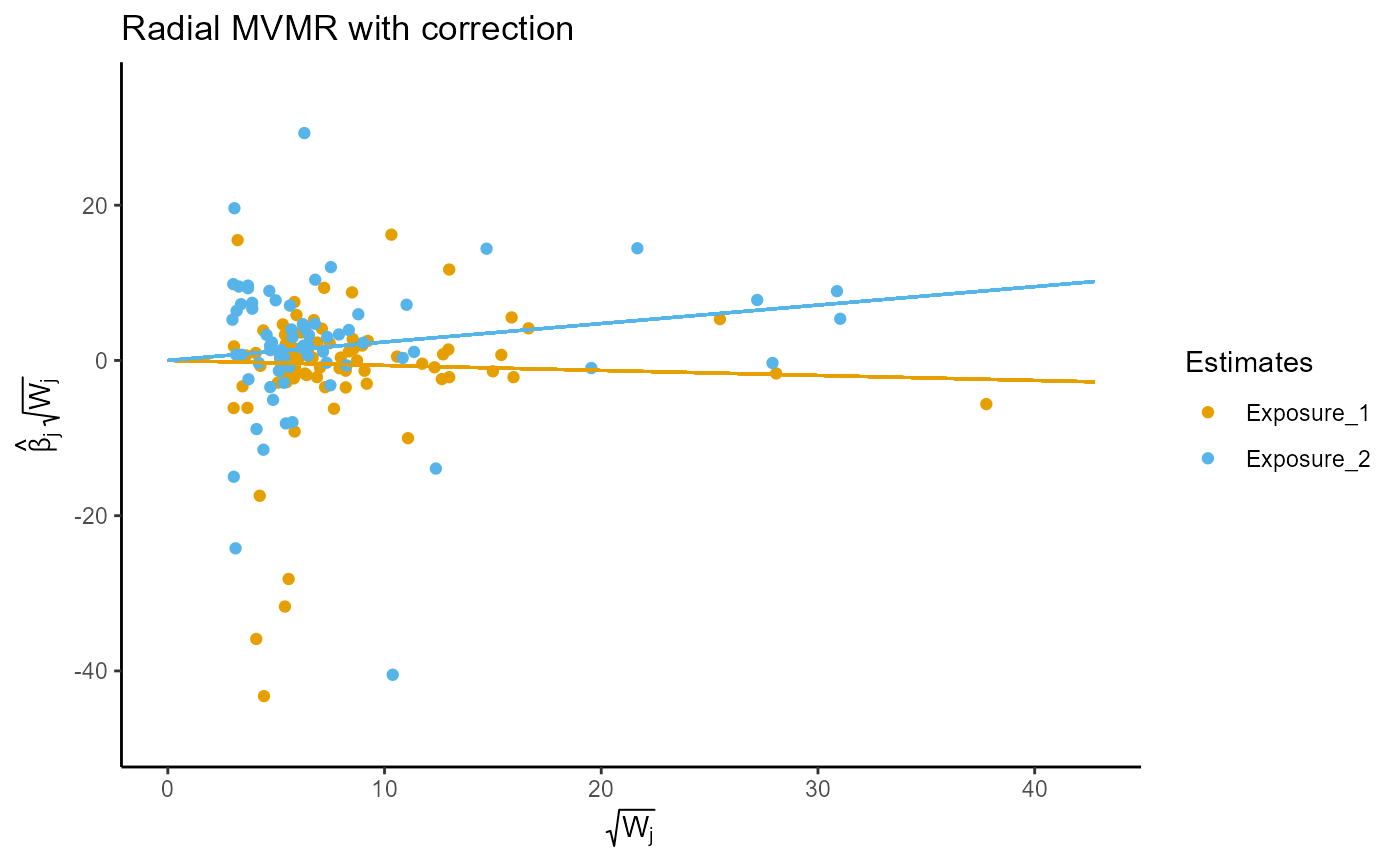 Radial MVMR with correction
20
0
-20
-40
β̂ⱼ√Wⱼ
0 10 20 30 40
√Wⱼ
Estimates
Exposure_1
Exposure_2